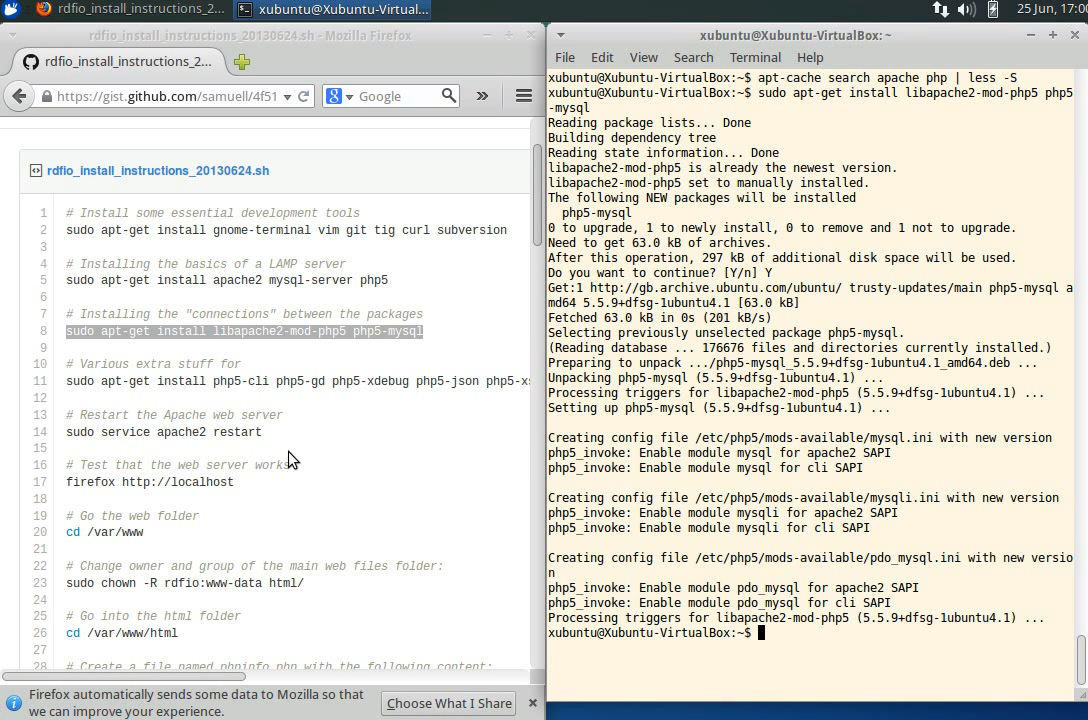 rdfio_install_instructions_2...
xubuntu@Xubuntu-Virtual...
25 Jun, 17:00
rdfio_install_instructions_20130624.sh - Mozilla Firefox
rdfio_install_instructions_2...
https://gist.github.com/samuell/4f51
Google
»
rdfio_install_instructions_20130624.sh
1 # Install some essential development tools
2 sudo apt-get install gnome-terminal vim git tig curl subversion
3
4 # Installing the basics of a LAMP server
5 sudo apt-get install apache2 mysql-server php5
6
7 # Installing the "connections" between the packages
8 sudo apt-get install libapache2-mod-php5 php5-mysql
9
10 # Various extra stuff for
11 sudo apt-get install php5-cli php5-gd php5-xdebug php5-json php5-xs
12
13 # Restart the Apache web server
14 sudo service apache2 restart
15
16 # Test that the web server works
17 firefox http://localhost
18
19 # Go the web folder
20 cd /var/www
21
22 # Change owner and group of the main web files folder:
23 sudo chown -R rdfio:www-data html/
24
25 # Go into the html folder
26 cd /var/www/html
27
28 # Create a file named phpinfo.php with the following content:
Firefox automatically sends some data to Mozilla so that
we can improve your experience.
Choose What I Share
xubuntu@Xubuntu-VirtualBox: ~
File Edit View Search Terminal Help
xubuntu@Xubuntu-VirtualBox:~$ apt-cache search apache php | less -S
xubuntu@Xubuntu-VirtualBox:~$ sudo apt-get install libapache2-mod-php5 php5
-mysql
Reading package lists... Done
Building dependency tree
Reading state information... Done
libapache2-mod-php5 is already the newest version.
libapache2-mod-php5 set to manually installed.
The following NEW packages will be installed
php5-mysql
0 to upgrade, 1 to newly install, 0 to remove and 1 not to upgrade.
Need to get 63.0 kB of archives.
After this operation, 297 kB of additional disk space will be used.
Do you want to continue? [Y/n] Y
Get:1 http://gb.archive.ubuntu.com/ubuntu/ trusty-updates/main php5-mysql a
md64 5.5.9+dfsg-1ubuntu4.1 [63.0 kB]
Fetched 63.0 kB in 0s (201 kB/s)
Selecting previously unselected package php5-mysql.
(Reading database ... 176676 files and directories currently installed.)
Preparing to unpack .../php5-mysql_5.5.9+dfsg-1ubuntu4.1_amd64.deb ...
Unpacking php5-mysql (5.5.9+dfsg-1ubuntu4.1) ...
Processing triggers for libapache2-mod-php5 (5.5.9+dfsg-1ubuntu4.1) ...
Setting up php5-mysql (5.5.9+dfsg-1ubuntu4.1) ...
Creating config file /etc/php5/mods-available/mysql.ini with new version
php5_invoke: Enable module mysql for apache2 SAPI
php5_invoke: Enable module mysql for cli SAPI
Creating config file /etc/php5/mods-available/mysqli.ini with new version
php5_invoke: Enable module mysqli for apache2 SAPI
php5_invoke: Enable module mysqli for cli SAPI
Creating config file /etc/php5/mods-available/pdo_mysql.ini with new versio
n
php5_invoke: Enable module pdo_mysql for apache2 SAPI
php5_invoke: Enable module pdo_mysql for cli SAPI
Processing triggers for libapache2-mod-php5 (5.5.9+dfsg-1ubuntu4.1) ...
xubuntu@Xubuntu-VirtualBox:~$